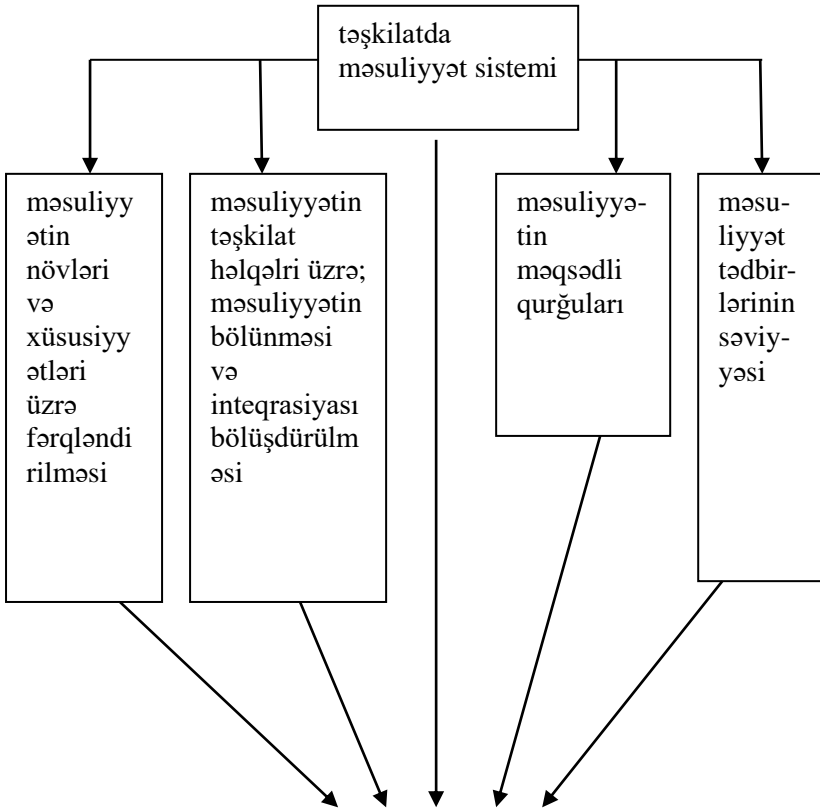 təşkilatda
məsuliyyət sistemi
məsuliyy
ətin
növləri
və
xüsusiyy
ətləri
üzrə
fərqləndi
rilməsi
məsuliyyətin
təşkilat
həlqəlri üzrə;
məsuliyyətin
bölünməsi
və
inteqrasiyası
bölüşdürülm
əsi
məsuliyyə-
tin
məqsədli
qurğuları
məsu-
liyyət
tədbir-
lərinin
səviy-
yəsi